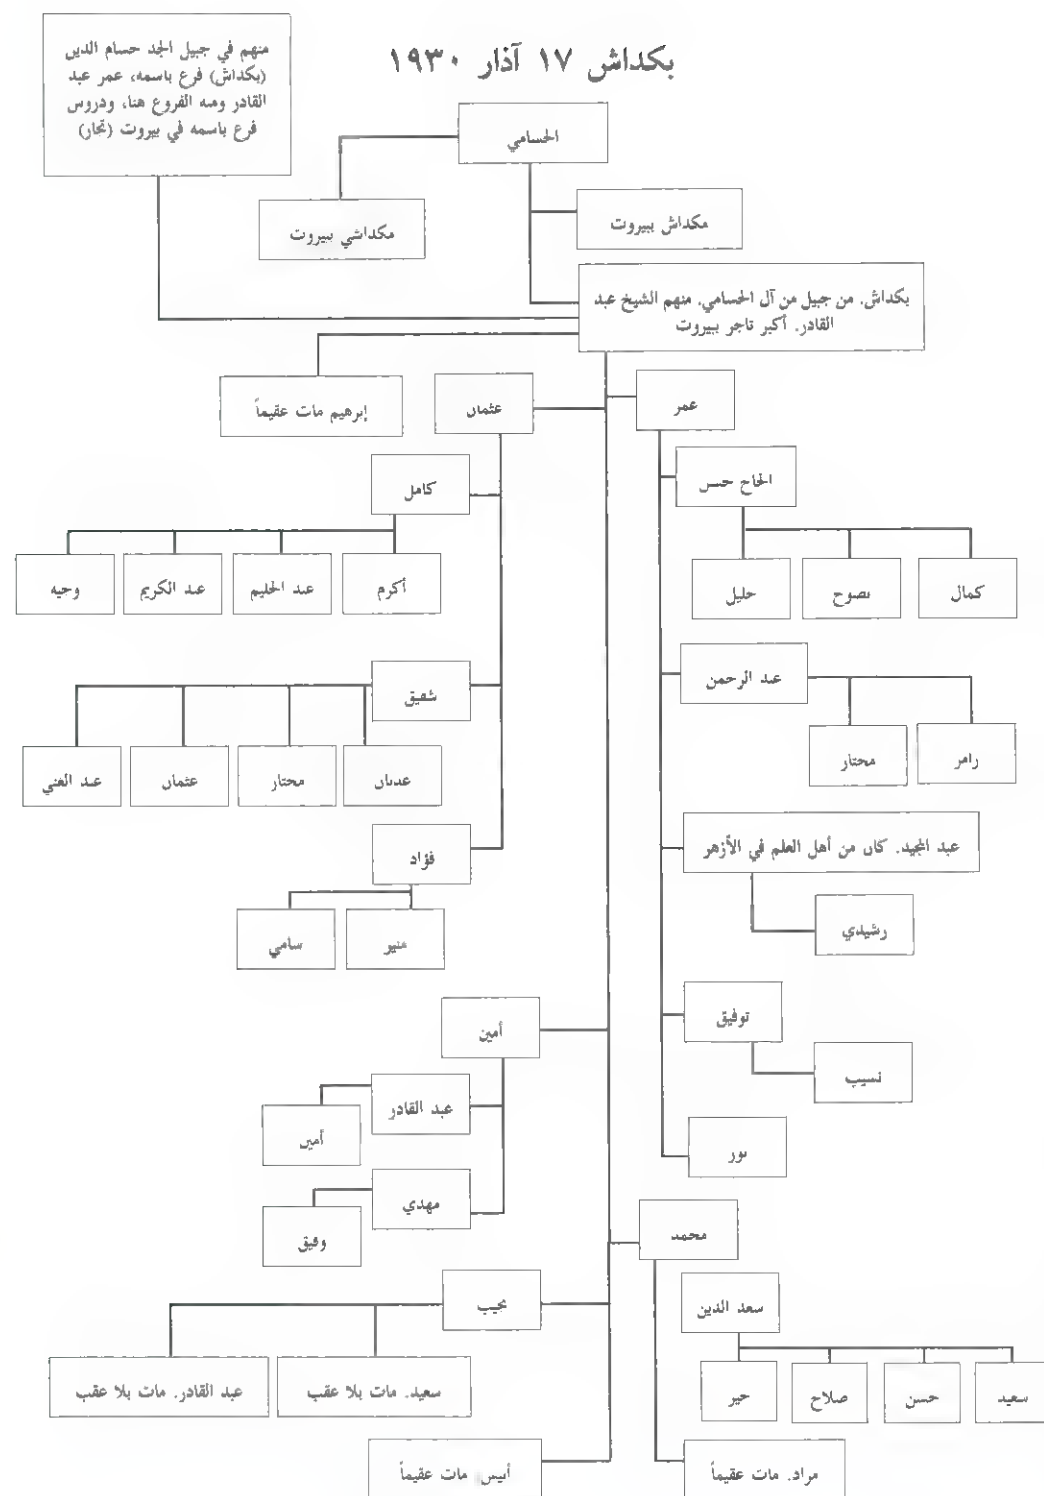 بكداش ١٧ آذار ١٩٣٠
منهم في جبيل الجد حسام الدين
(بكداش) فرع باسمه، عمر عبد
القادر ومنه الفروع هنا، ودروس
فرع باسمه في بيروت (تجار)
الحسامي
مكداش ببيروت
مكداشي ببيروت
بكداش. من جبيل من آل الحسامي. منهم الشيخ عبد
القادر. أكبر تاجر ببيروت
إبرهيم مات عقيماً
عثمان
عمر
كامل
الحاج حسن
أكرم
عبد الحليم
عبد الكريم
وجيه
كمال
نصوح
خليل
شفيق
عبد الرحمن
عدنان
مختار
عثمان
عبد الغني
رامز
مختار
فؤاد
عبد المجيد. كان من أهل العلم في الأزهر
منير
سامي
رشيدي
أمين
توفيق
نسيب
عبد القادر
أمين
نور
مهدي
وفيق
محمد
نجيب
سعد الدين
سعيد. مات بلا عقب
عبد القادر. مات بلا عقب
سعيد
حسن
صلاح
خير
أنيس مات عقيماً
مراد. مات عقيماً